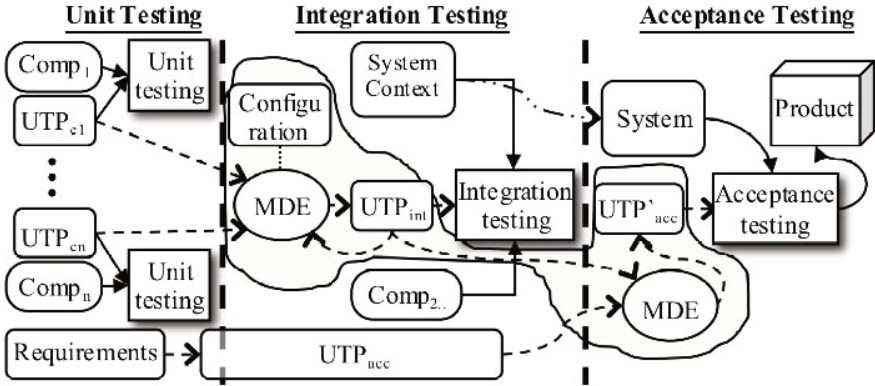 Unit Testing
Integration Testing
Acceptance Testing
Comp1
Unit
testing
UTPc1
System
Context
Configu
ration
System
Product
MDE
UTPint
Integration
testing
UTP`acc
Acceptance
testing
UTPcn
Compn
Unit
testing
Comp2..
MDE
Requirements
UTPacc